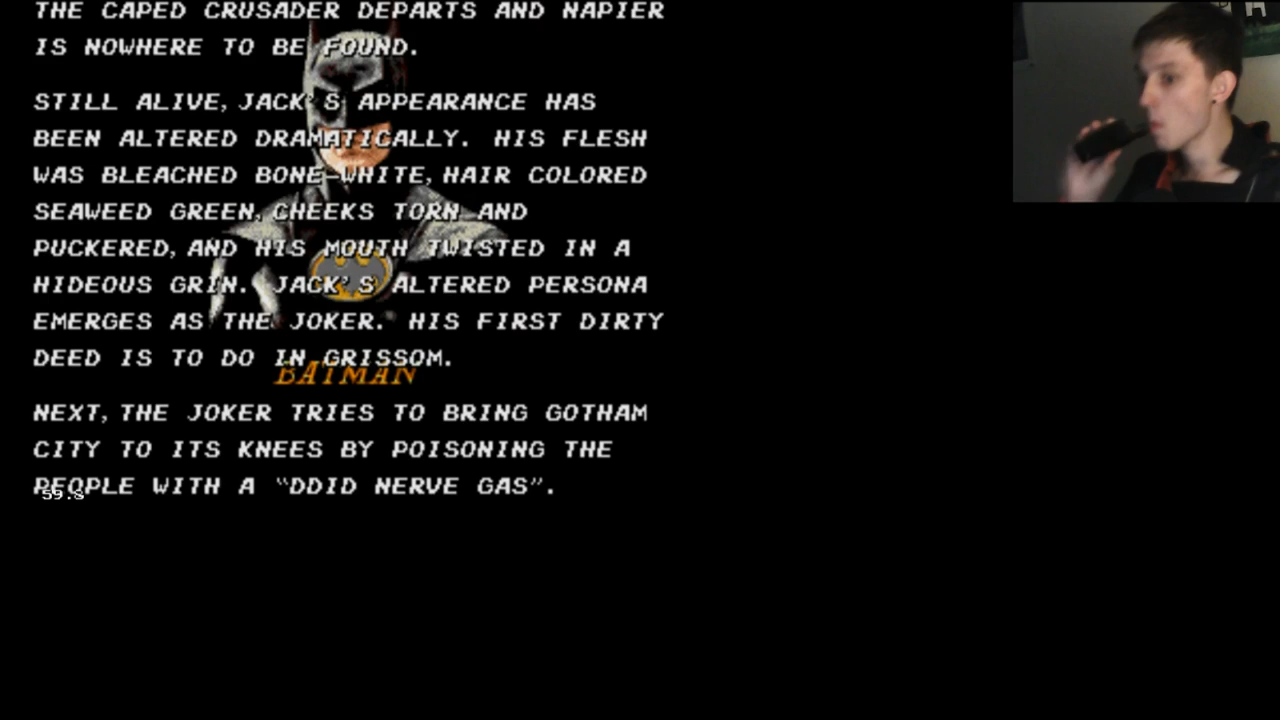 THE CAPED CRUSADER DEPARTS AND NAPIER
IS NOWHERE TO BE FOUND.
STILL ALIVE, JACK'S APPEARANCE HAS
BEEN ALTERED DRAMATICALLY. HIS FLESH
WAS BLEACHED BONE-WHITE, HAIR COLORED
SEAWEED GREEN, CHEEKS TORN AND
PUCKERED, AND HIS MOUTH TWISTED IN A
HIDEOUS GRIN. JACK'S ALTERED PERSONA
EMERGES AS THE JOKER. HIS FIRST DIRTY
DEED IS TO DO IN GRISSOM.
BATMAN
NEXT, THE JOKER TRIES TO BRING GOTHAM
CITY TO ITS KNEES BY POISONING THE
PEOPLE WITH A "DDID NERVE GAS".
59.8